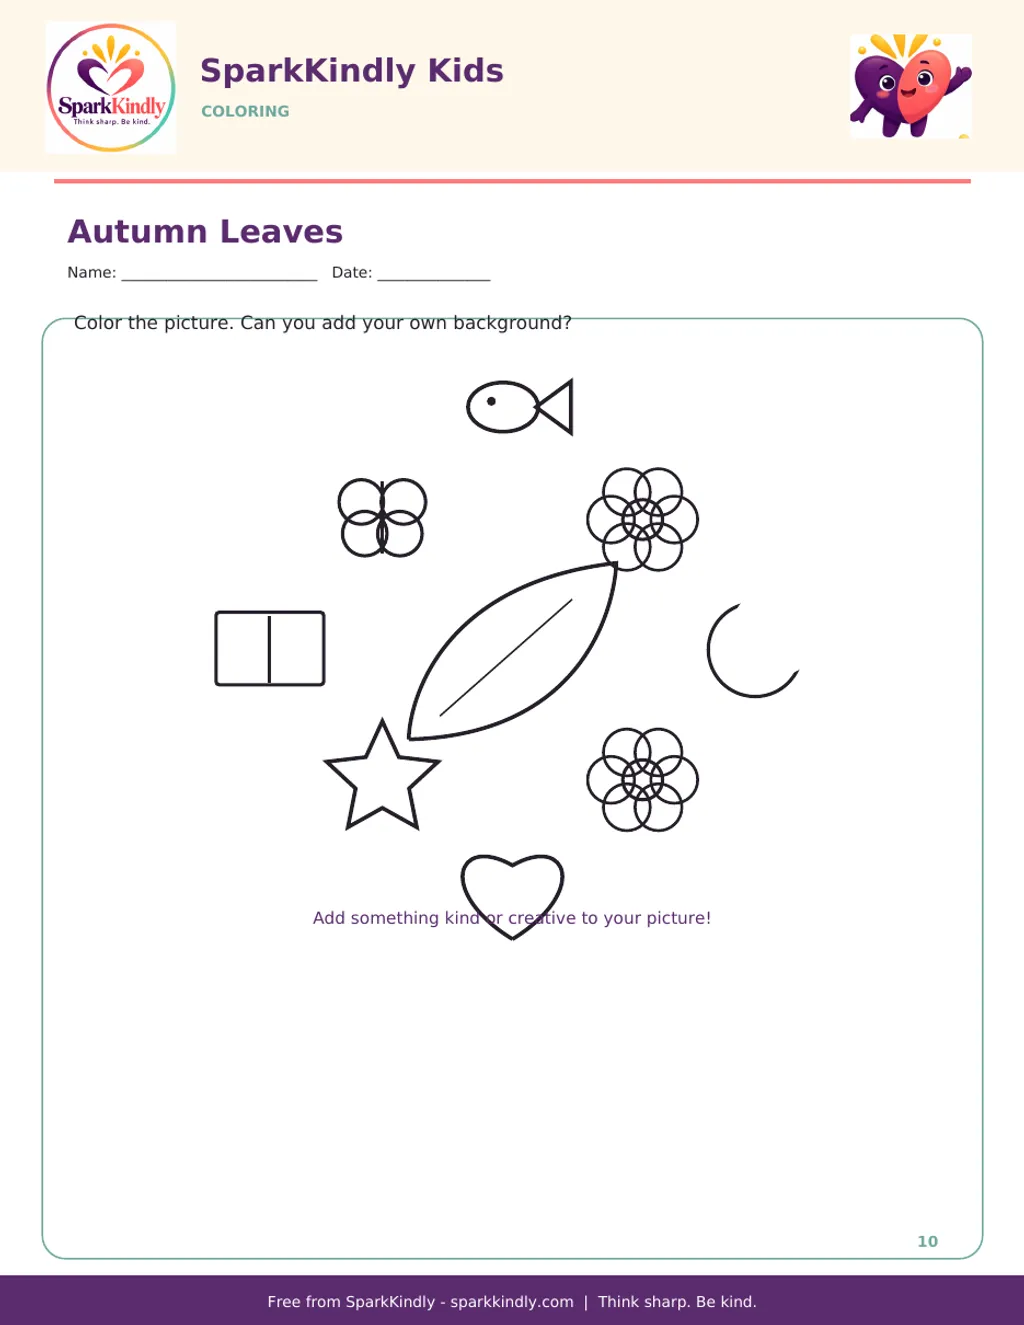 SparkKindly
Think sharp. Be kind.
SparkKindly Kids
COLORING
Autumn Leaves
Name: __________________________ Date: _______________
Color the picture. Can you add your own background?
Add something kind or creative to your picture!
10
Free from SparkKindly - sparkkindly.com | Think sharp. Be kind.